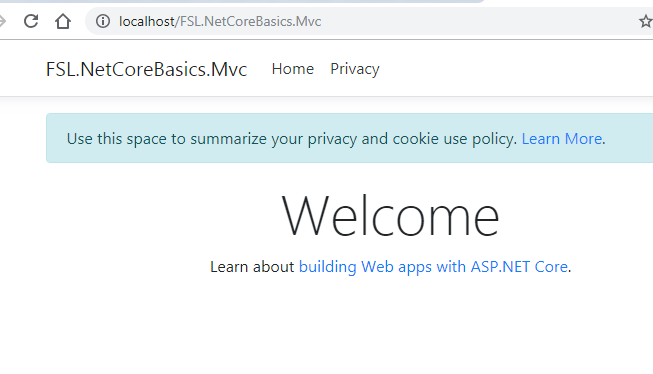 localhost/FSL.NetCoreBasics.Mvc
FSL.NetCoreBasics.Mvc Home Privacy
Use this space to summarize your privacy and cookie use policy. Learn More.
Welcome
Learn about building Web apps with ASP.NET Core.